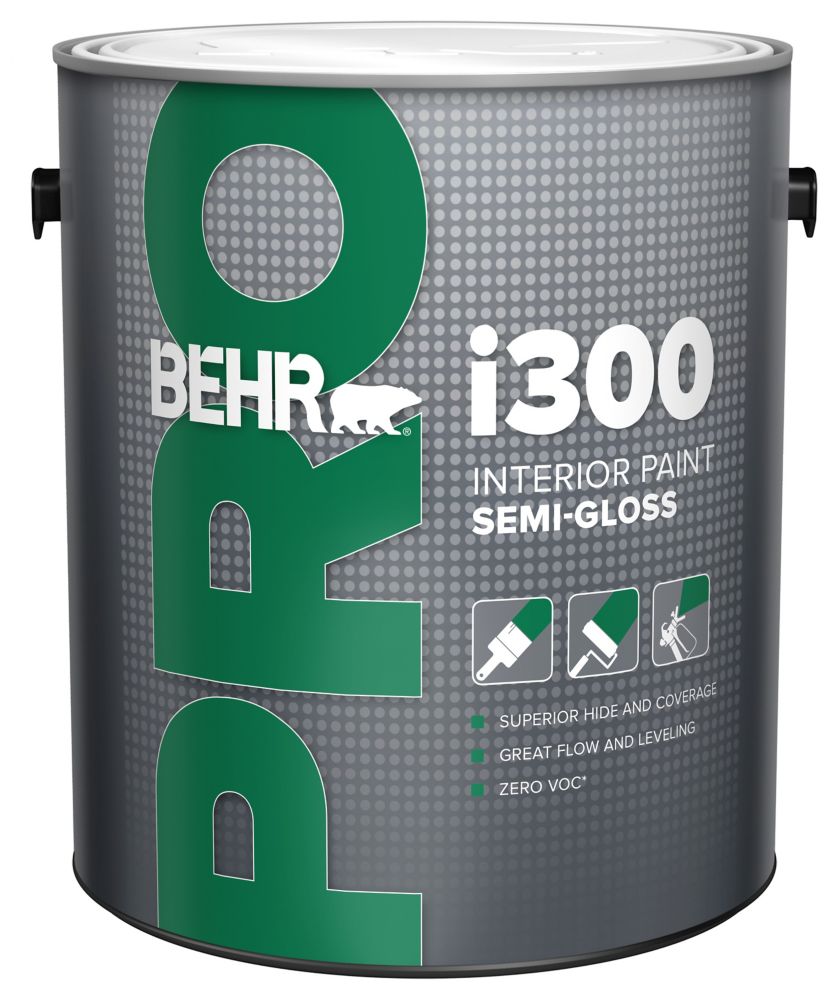 PRO
BEHR®
i300
INTERIOR PAINT
SEMI-GLOSS
SUPERIOR HIDE AND COVERAGE
GREAT FLOW AND LEVELING
ZERO VOC*